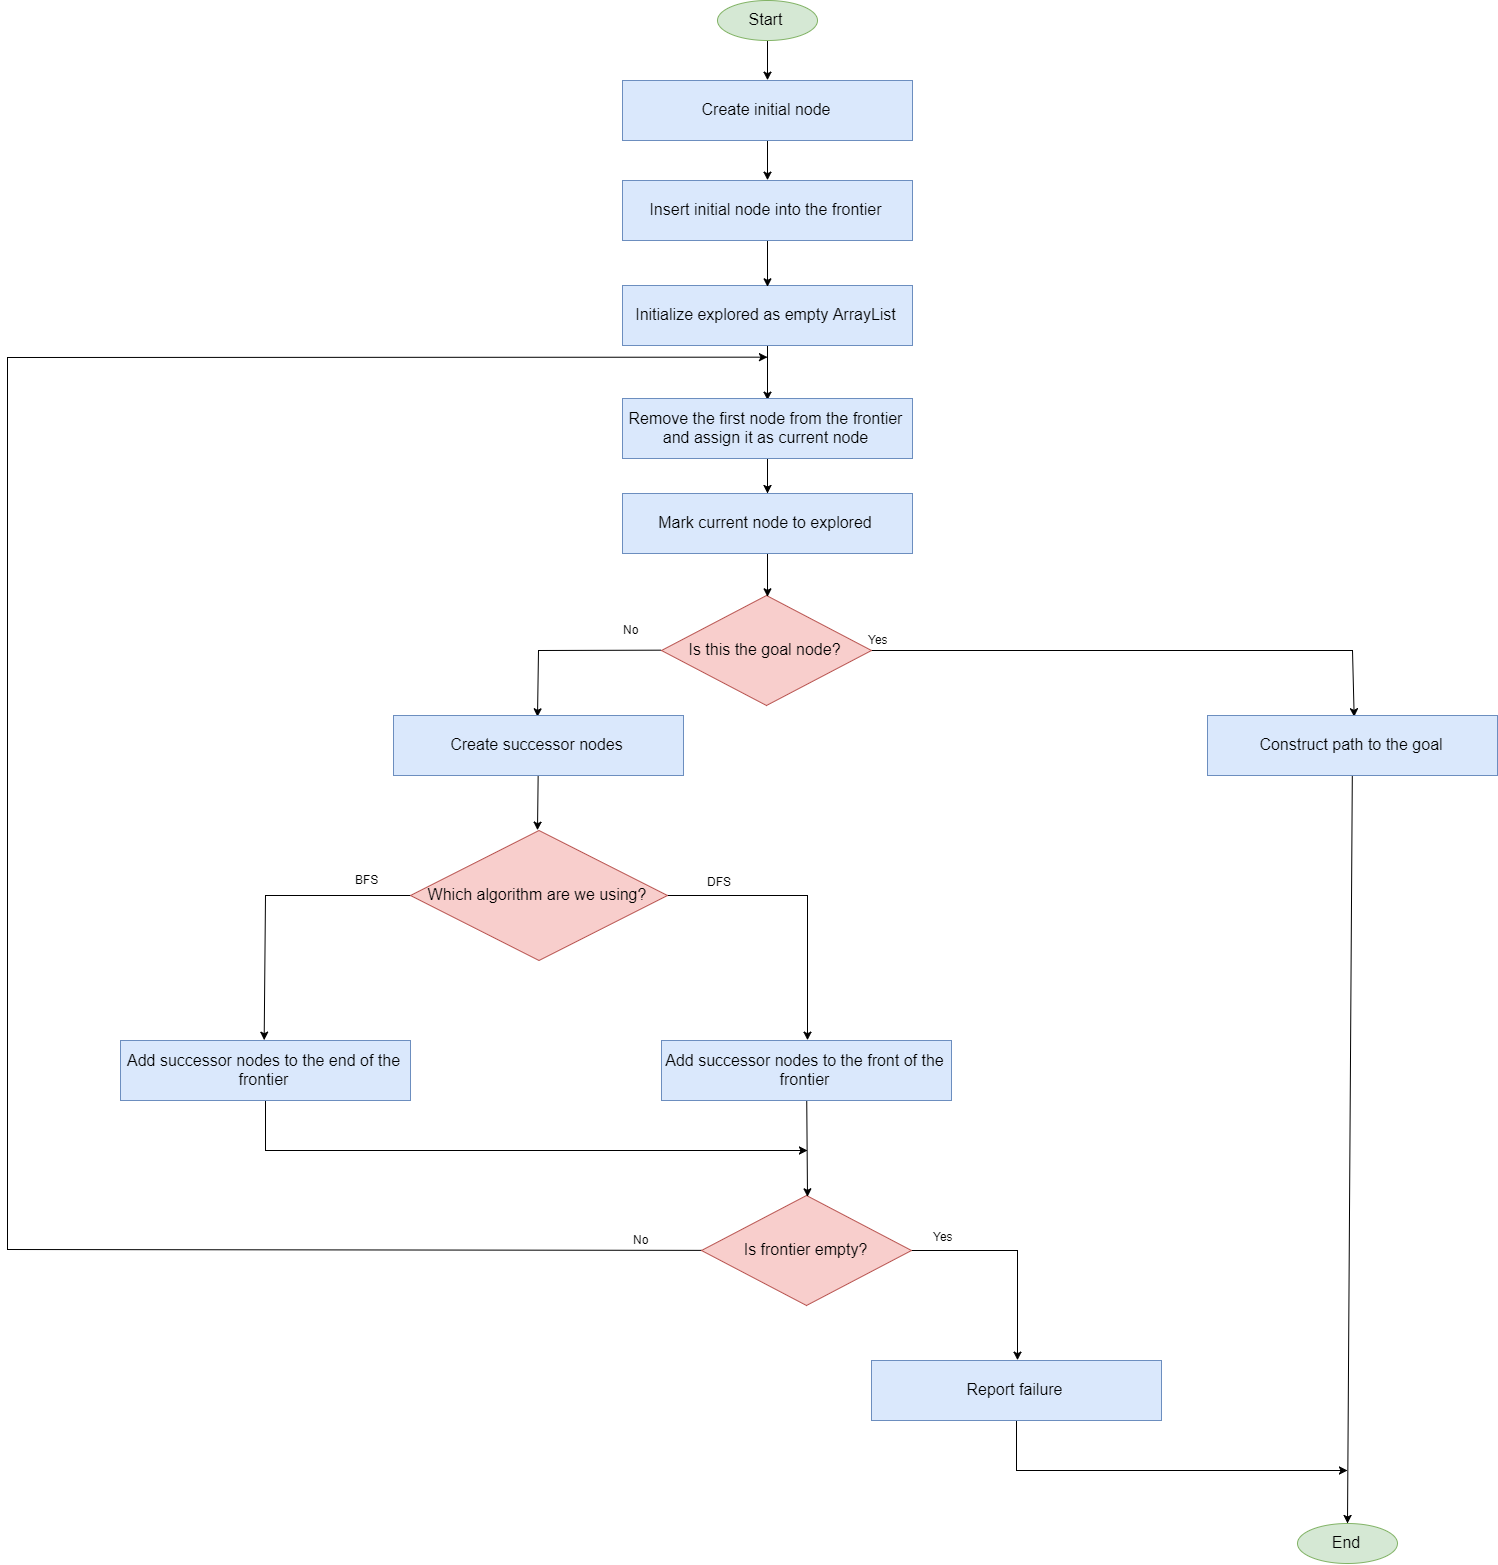 Start
Create initial node
Insert initial node into the frontier
Initialize explored as empty ArrayList
Remove the first node from the frontier
and assign it as current node
Mark current node to explored
Is this the goal node?
No
Yes
Create successor nodes
Construct path to the goal
Which algorithm are we using?
BFS
DFS
Add successor nodes to the end of the
frontier
Add successor nodes to the front of the
frontier
Is frontier empty?
No
Yes
Report failure
End